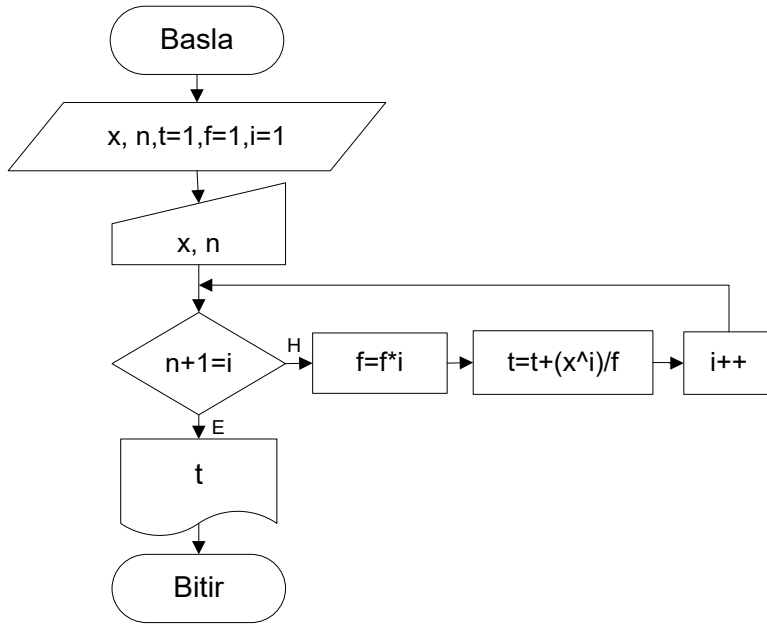 Basla
x, n,t=1,f=1,i=1
x, n
n+1=i
H
f=f*i
t=t+(x^i)/f
i++
E
t
Bitir